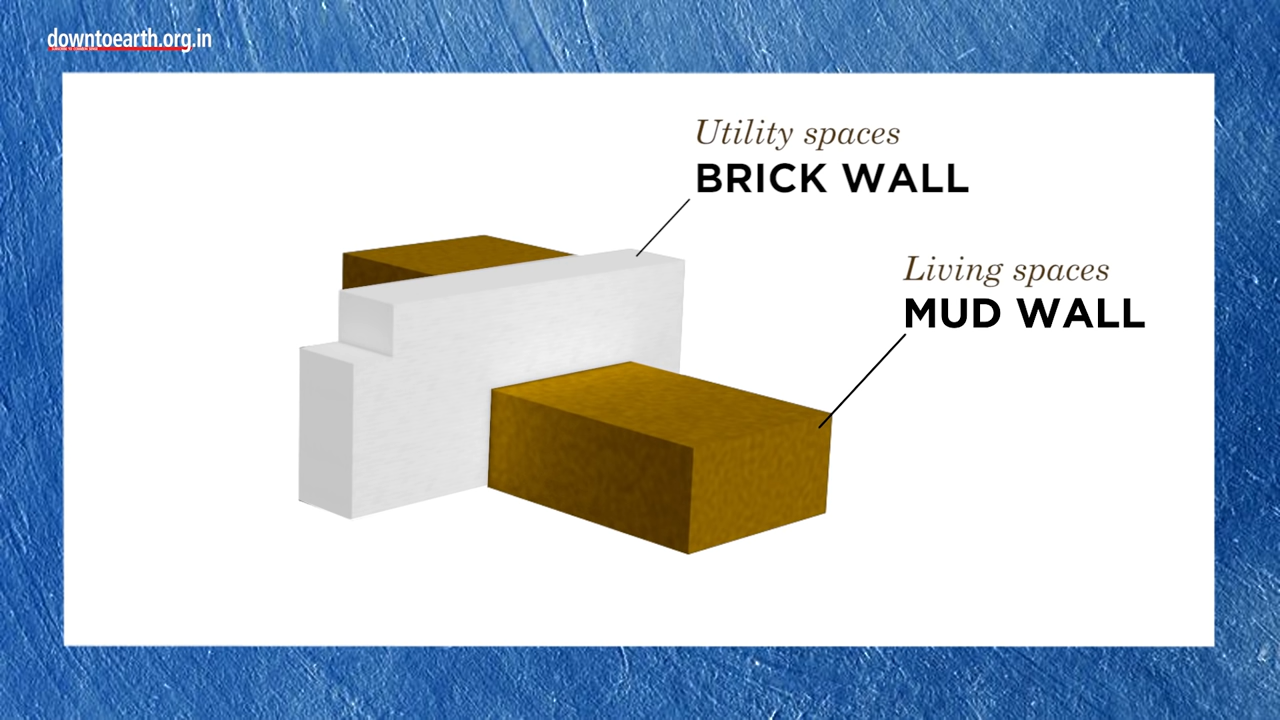 downtoearth.org.in
Utility spaces
BRICK WALL
Living spaces
MUD WALL